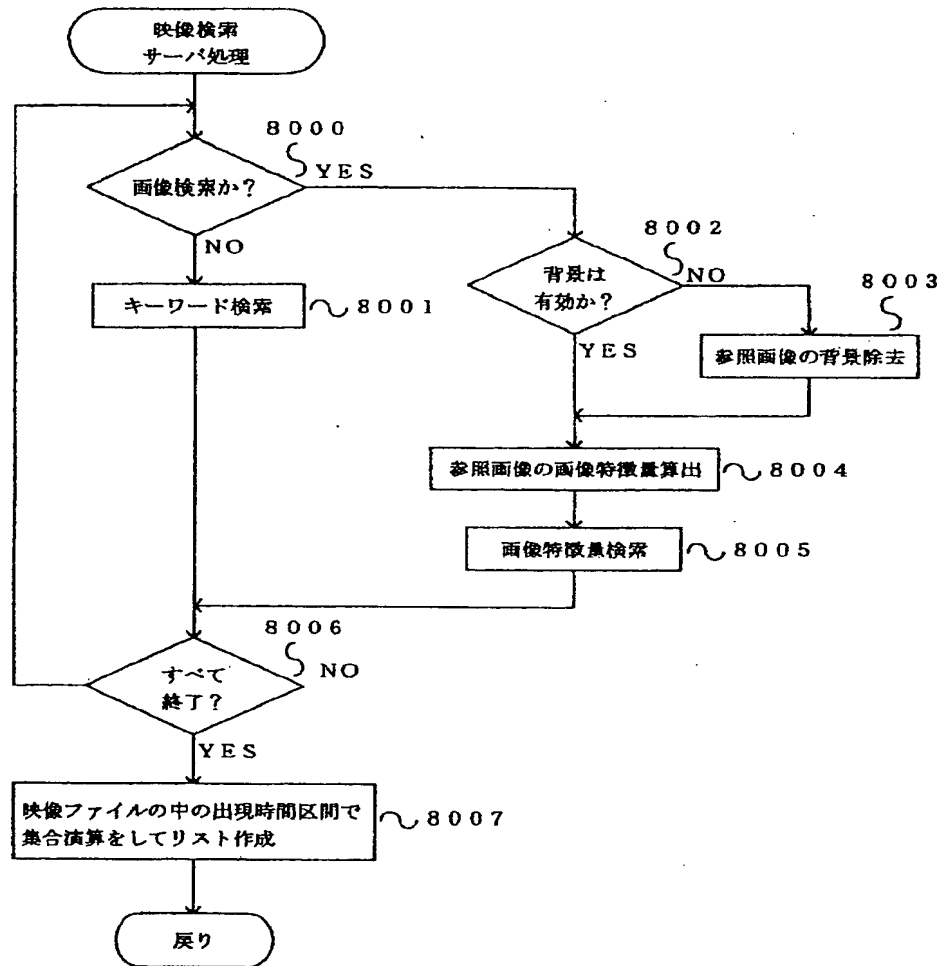 映像検索
サーバ処理
8000
YES
画像検索か?
NO
8002
NO
背景は
有効か?
YES
8003
キーワード検索
8001
参照画像の背景除去
参照画像の画像特徴量算出
8004
画像特徴量検索
8005
8006
NO
すべて
終了?
YES
映像ファイルの中の出現時間区間で
集合演算をしてリスト作成
8007
戻り